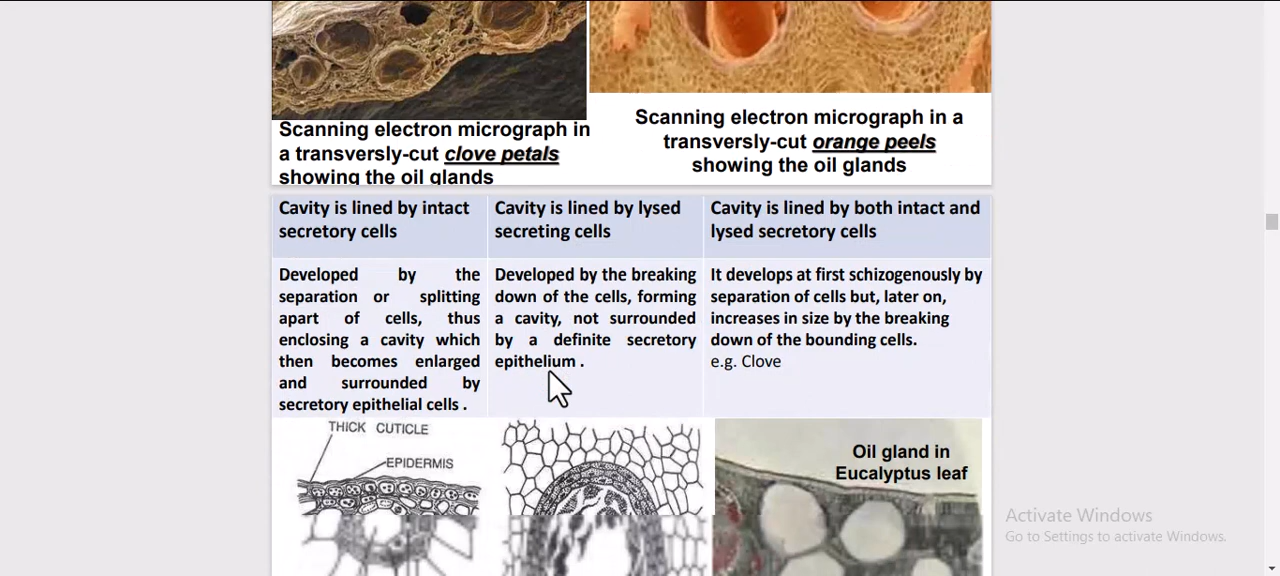 Scanning electron micrograph in
a transversly-cut clove petals
showing the oil glands
Scanning electron micrograph in a
transversly-cut orange peels
showing the oil glands
Cavity is lined by intact
secretory cells
Cavity is lined by lysed
secreting cells
Cavity is lined by both intact and
lysed secretory cells
Developed by the
separation or splitting
apart of cells, thus
enclosing a cavity which
then becomes enlarged
and surrounded by
secretory epithelial cells .
Developed by the breaking
down of the cells, forming
a cavity, not surrounded
by a definite secretory
epithelium .
It develops at first schizogenously by
separation of cells but, later on,
increases in size by the breaking
down of the bounding cells.
e.g. Clove
THICK CUTICLE
EPIDERMIS
Oil gland in
Eucalyptus leaf
Activate Windows
Go to Settings to activate Windows.